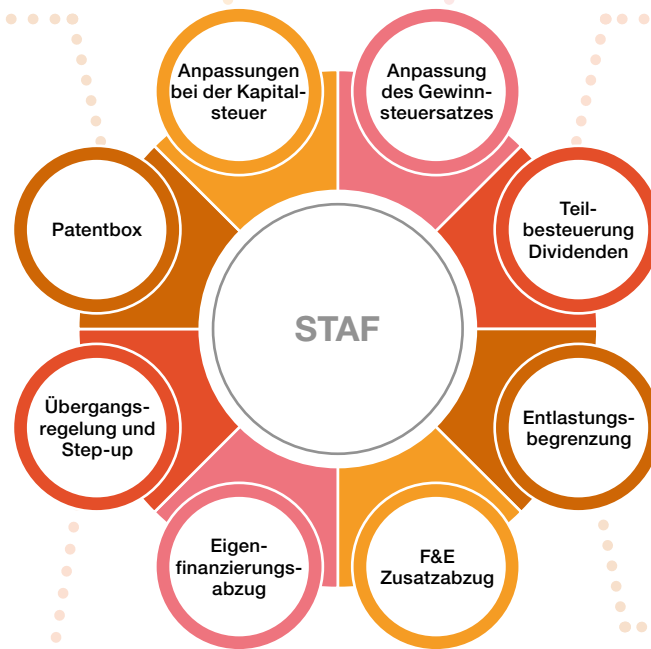 Anpassungen
bei der Kapital-
steuer
Anpassung
des Gewinn-
steuersatzes
Patentbox
Teil-
besteuerung
Dividenden
STAF
Übergangs-
regelung und
Step-up
Entlastungs-
begrenzung
Eigen-
finanzierungs-
abzug
F&E
Zusatzabzug